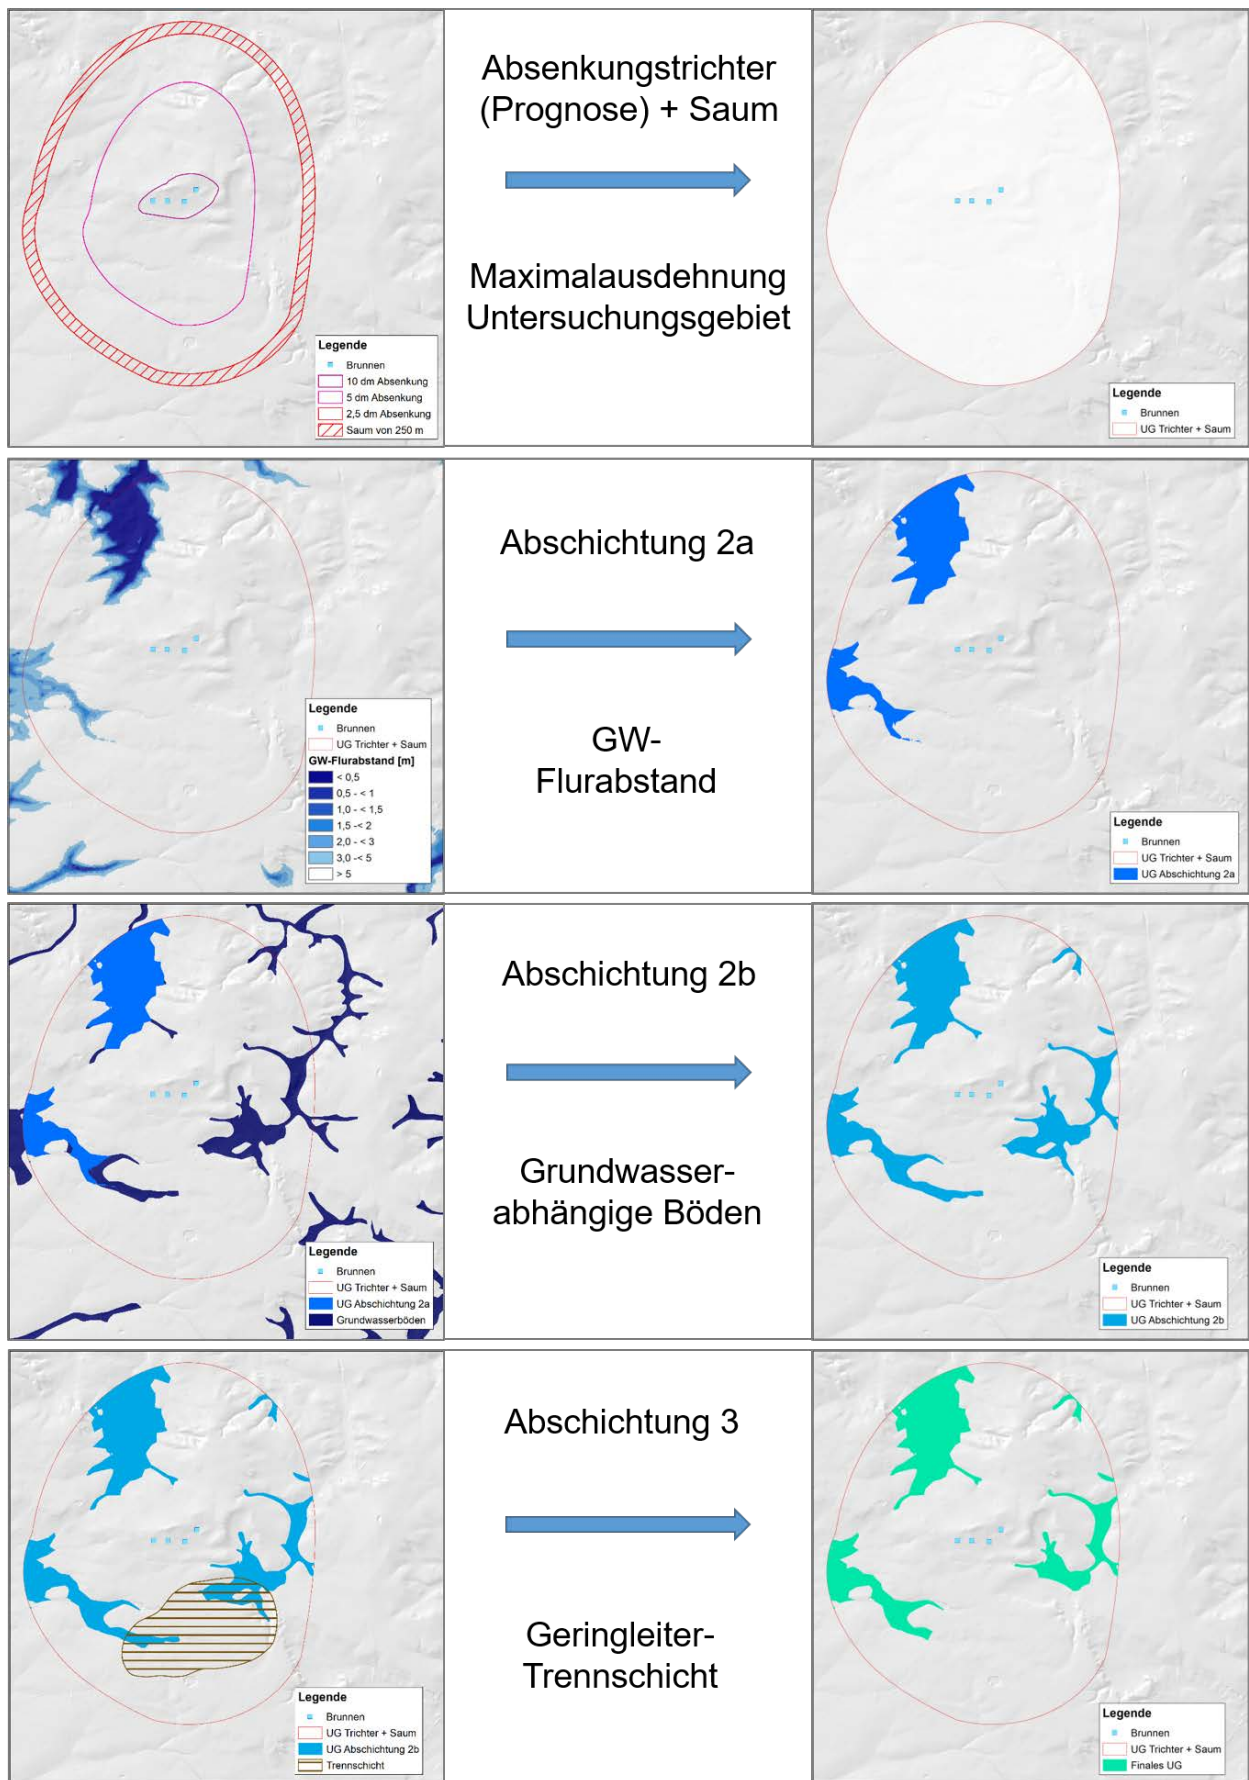 Absenkungstrichter
(Prognose) + Saum
Maximalausdehnung
Untersuchungsgebiet
Legende
Brunnen
10 dm Absenkung
5 dm Absenkung
2,5 dm Absenkung
Saum von 250 m
Legende
Brunnen
UG Trichter + Saum
Abschichtung 2a
GW-
Flurabstand
Legende
Brunnen
UG Trichter + Saum
GW-Flurabstand [m]
< 0,5
0,5 - < 1
1,0 - < 1,5
1,5 -< 2
2,0 - < 3
3,0 -< 5
> 5
Legende
Brunnen
UG Trichter + Saum
UG Abschichtung 2a
Abschichtung 2b
Grundwasser-
abhängige Böden
Legende
Brunnen
UG Trichter + Saum
UG Abschichtung 2a
Grundwasserböden
Legende
Brunnen
UG Trichter + Saum
UG Abschichtung 2b
Abschichtung 3
Geringleiter-
Trennschicht
Legende
Brunnen
UG Trichter + Saum
UG Abschichtung 2b
Trennschicht
Legende
Brunnen
UG Trichter + Saum
Finales UG